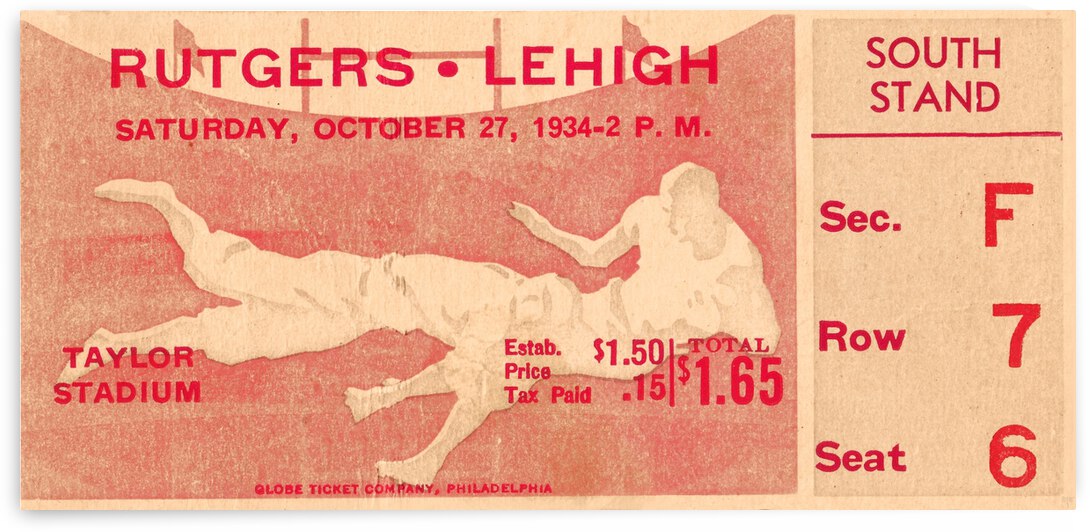 RUTGERS • LEHIGH
SATURDAY, OCTOBER 27, 1934-2 P. M.
TAYLOR
STADIUM
Estab.
Price
$1.50
Tax Paid .15
TOTAL
$1.65
GLOBE TICKET COMPANY, PHILADELPHIA
SOUTH
STAND
Sec. F
Row 7
Seat 6